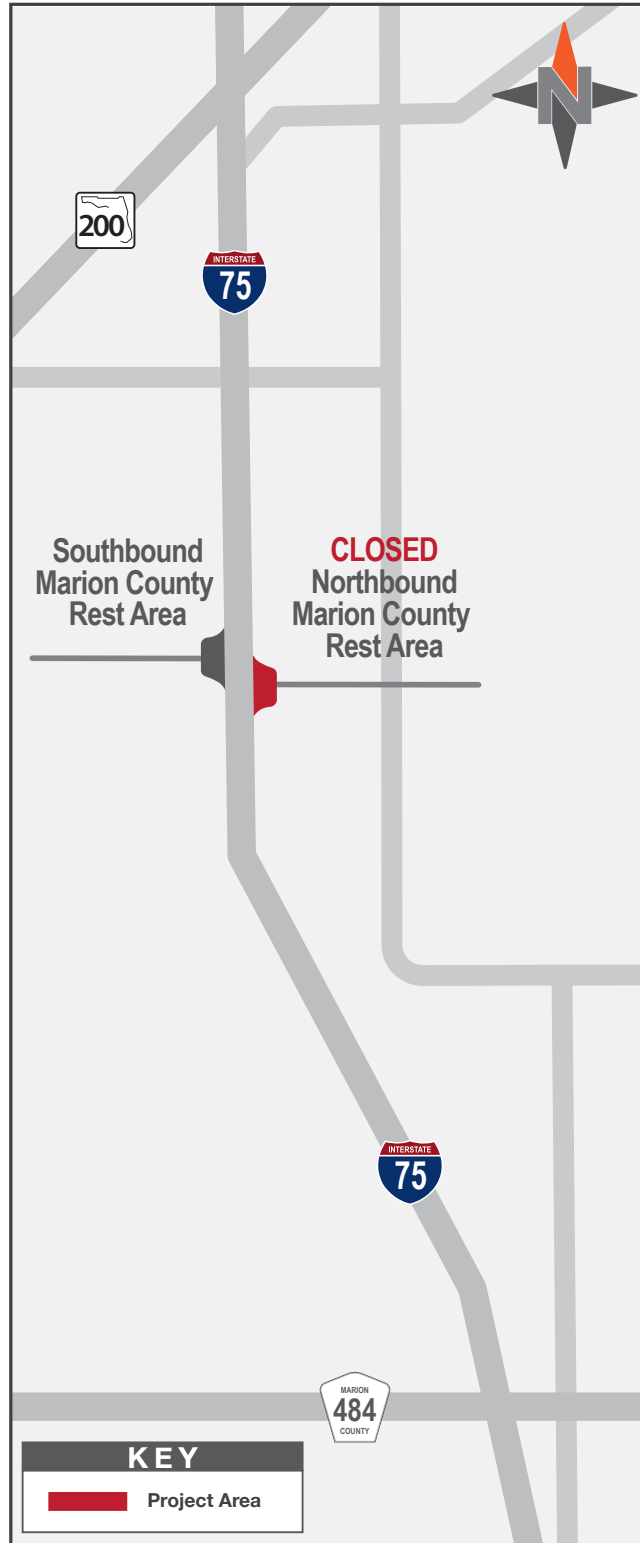 N
200
INTERSTATE
75
Southbound
Marion County
Rest Area
CLOSED
Northbound
Marion County
Rest Area
INTERSTATE
75
MARION
484
COUNTY
KEY
Project Area